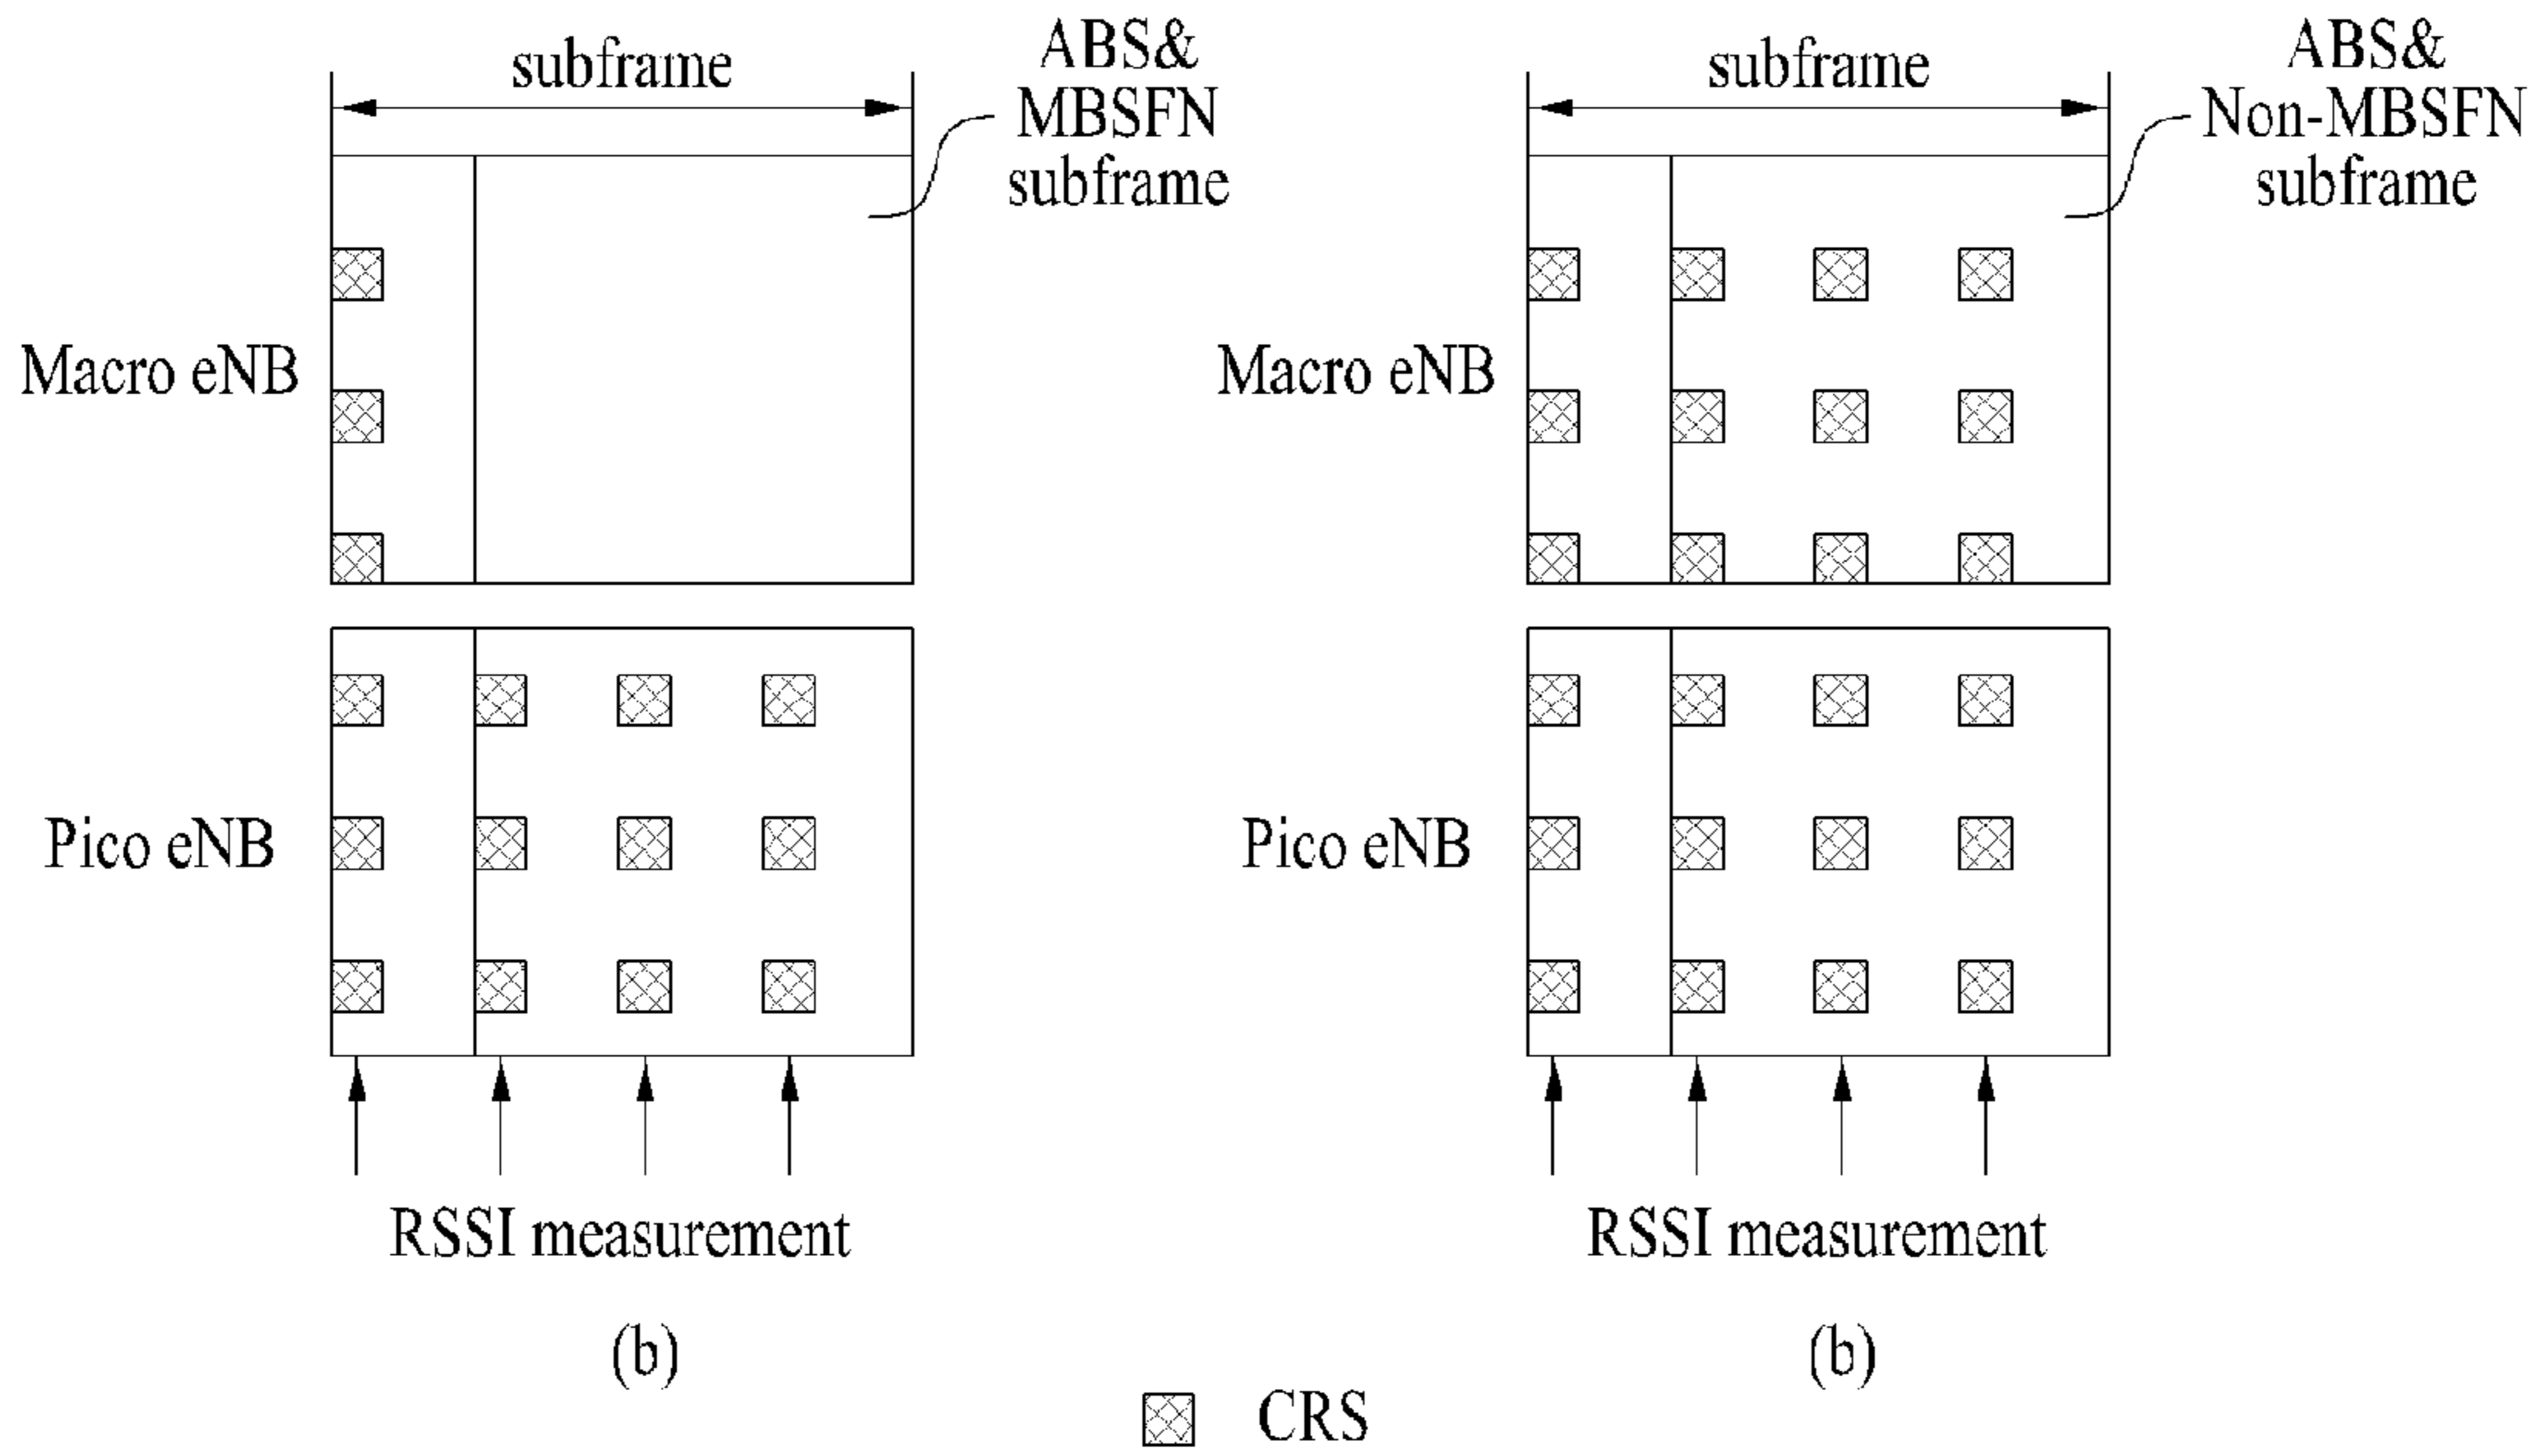 subframe
ABS&
MBSFN
subframe
Macro eNB
Pico eNB
RSSI measurement
(b)
subframe
ABS&
Non-MBSFN
subframe
Macro eNB
Pico eNB
RSSI measurement
(b)
CRS